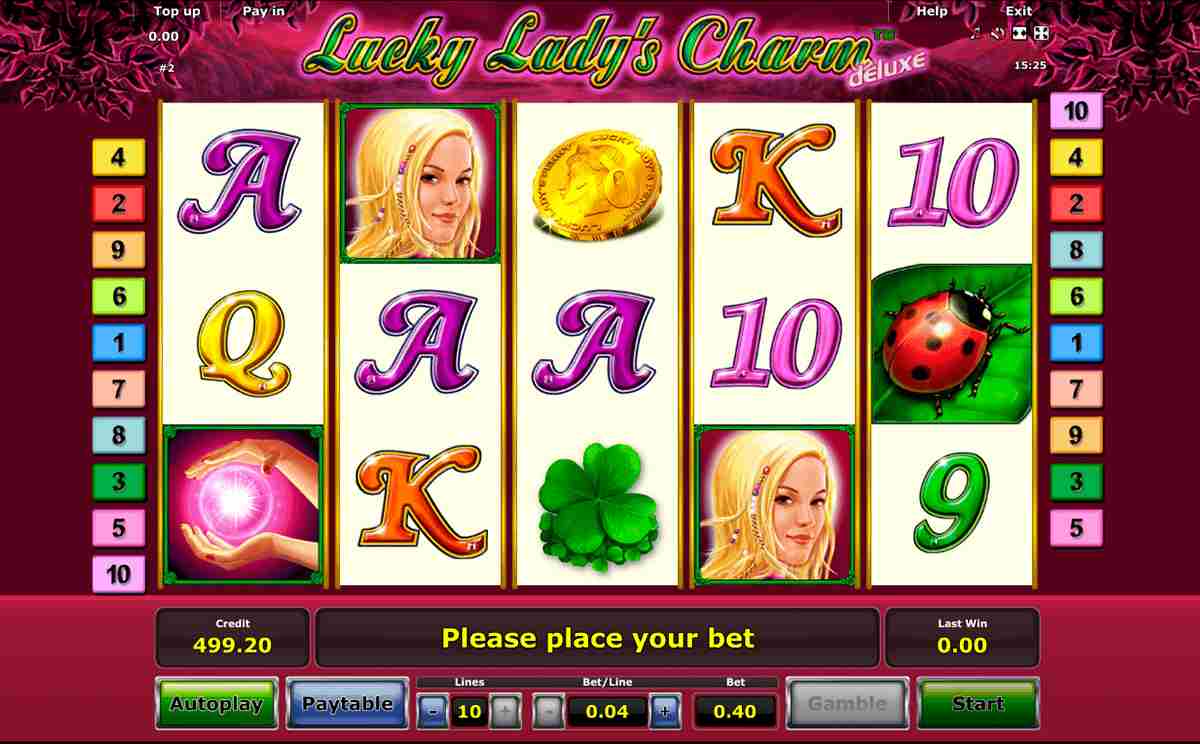 Top up
Pay in
Lucky Lady's Charm™
deluxe
Help
Exit
0.00
#2
15:25
10
4
4
2
2
9
8
6
6
1
1
7
7
8
9
3
3
5
5
10
A
K
10
Q
A
A
10
K
9
Credit
499.20
Please place your bet
Last Win
0.00
Autoplay
Paytable
Lines
- 10 +
Bet/Line
- 0.04 +
Bet
0.40
Gamble
Start